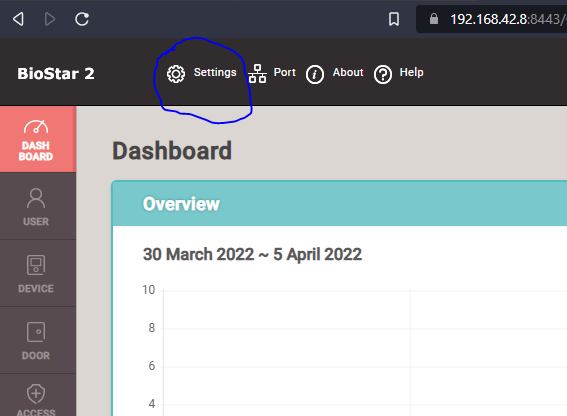 192.168.42.8:8443/
BioStar 2
Settings
Port
About
Help
DASH
BOARD
USER
DEVICE
DOOR
ACCESS
Dashboard
Overview
30 March 2022 ~ 5 April 2022
10
8
6
4